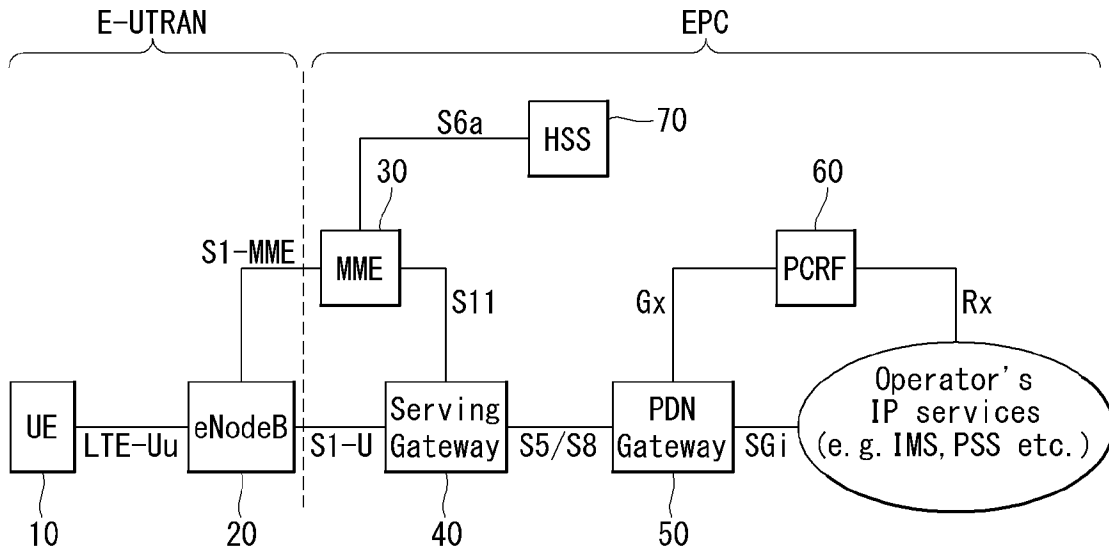 E-UTRAN
EPC
S6a
HSS
70
30
60
S1-MME
MME
PCRF
S11
Gx
Rx
UE
LTE-Uu
eNodeB
S1-U
Serving
Gateway
S5/S8
PDN
Gateway
SGi
Operator's
IP services
(e.g. IMS, PSS etc.)
10
20
40
50